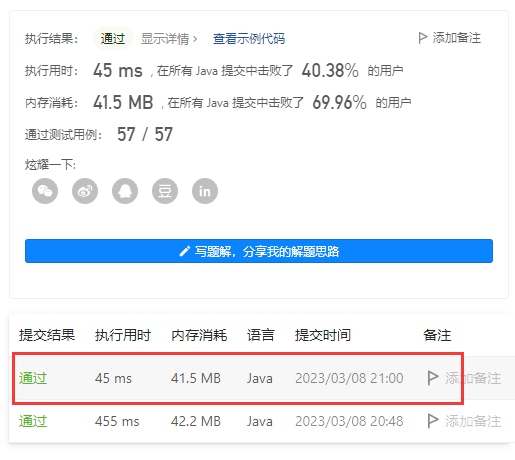 执行结果： 通过 显示详情 › 查看示例代码 添加备注
执行用时： 45 ms , 在所有 Java 提交中击败了 40.38% 的用户
内存消耗： 41.5 MB , 在所有 Java 提交中击败了 69.96% 的用户
通过测试用例： 57 / 57
炫耀一下:
豆 in
写题解，分享我的解题思路
提交结果 执行用时 内存消耗 语言 提交时间 备注
通过 45 ms 41.5 MB Java 2023/03/08 21:00 添加备注
通过 455 ms 42.2 MB Java 2023/03/08 20:48 添加备注